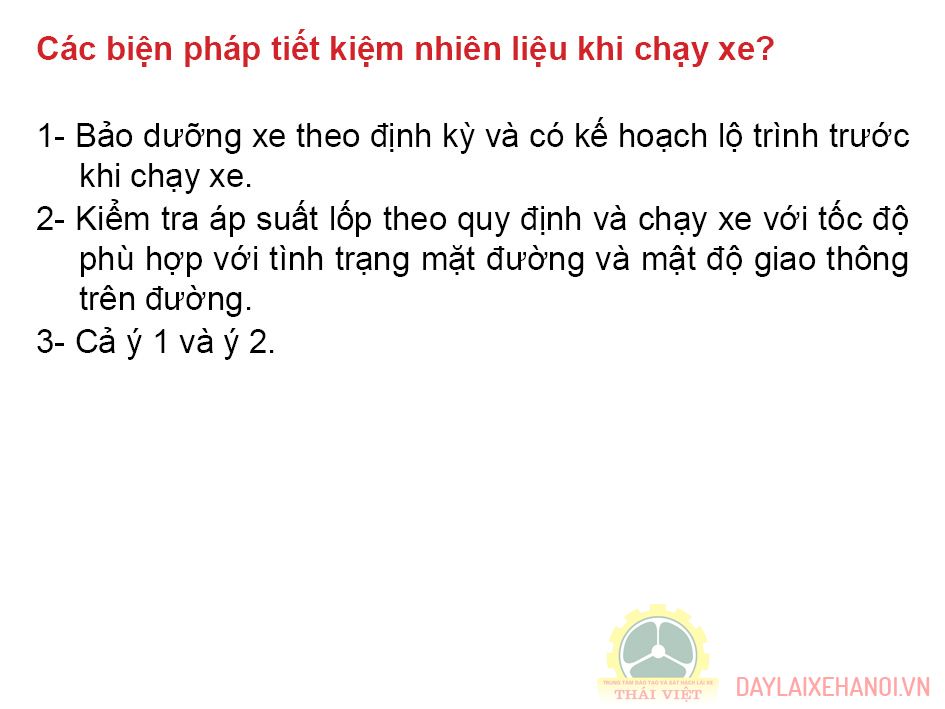 Các biện pháp tiết kiệm nhiên liệu khi chạy xe?
1- Bảo dưỡng xe theo định kỳ và có kế hoạch lộ trình trước
khi chạy xe.
2- Kiểm tra áp suất lốp theo quy định và chạy xe với tốc độ
phù hợp với tình trạng mặt đường và mật độ giao thông
trên đường.
3- Cả ý 1 và ý 2.
TRUNG TÂM ĐÀO TẠO VÀ SÁT HẠCH LÁI XE
THÁI VIỆT
DAYLAIXEHANOI.VN